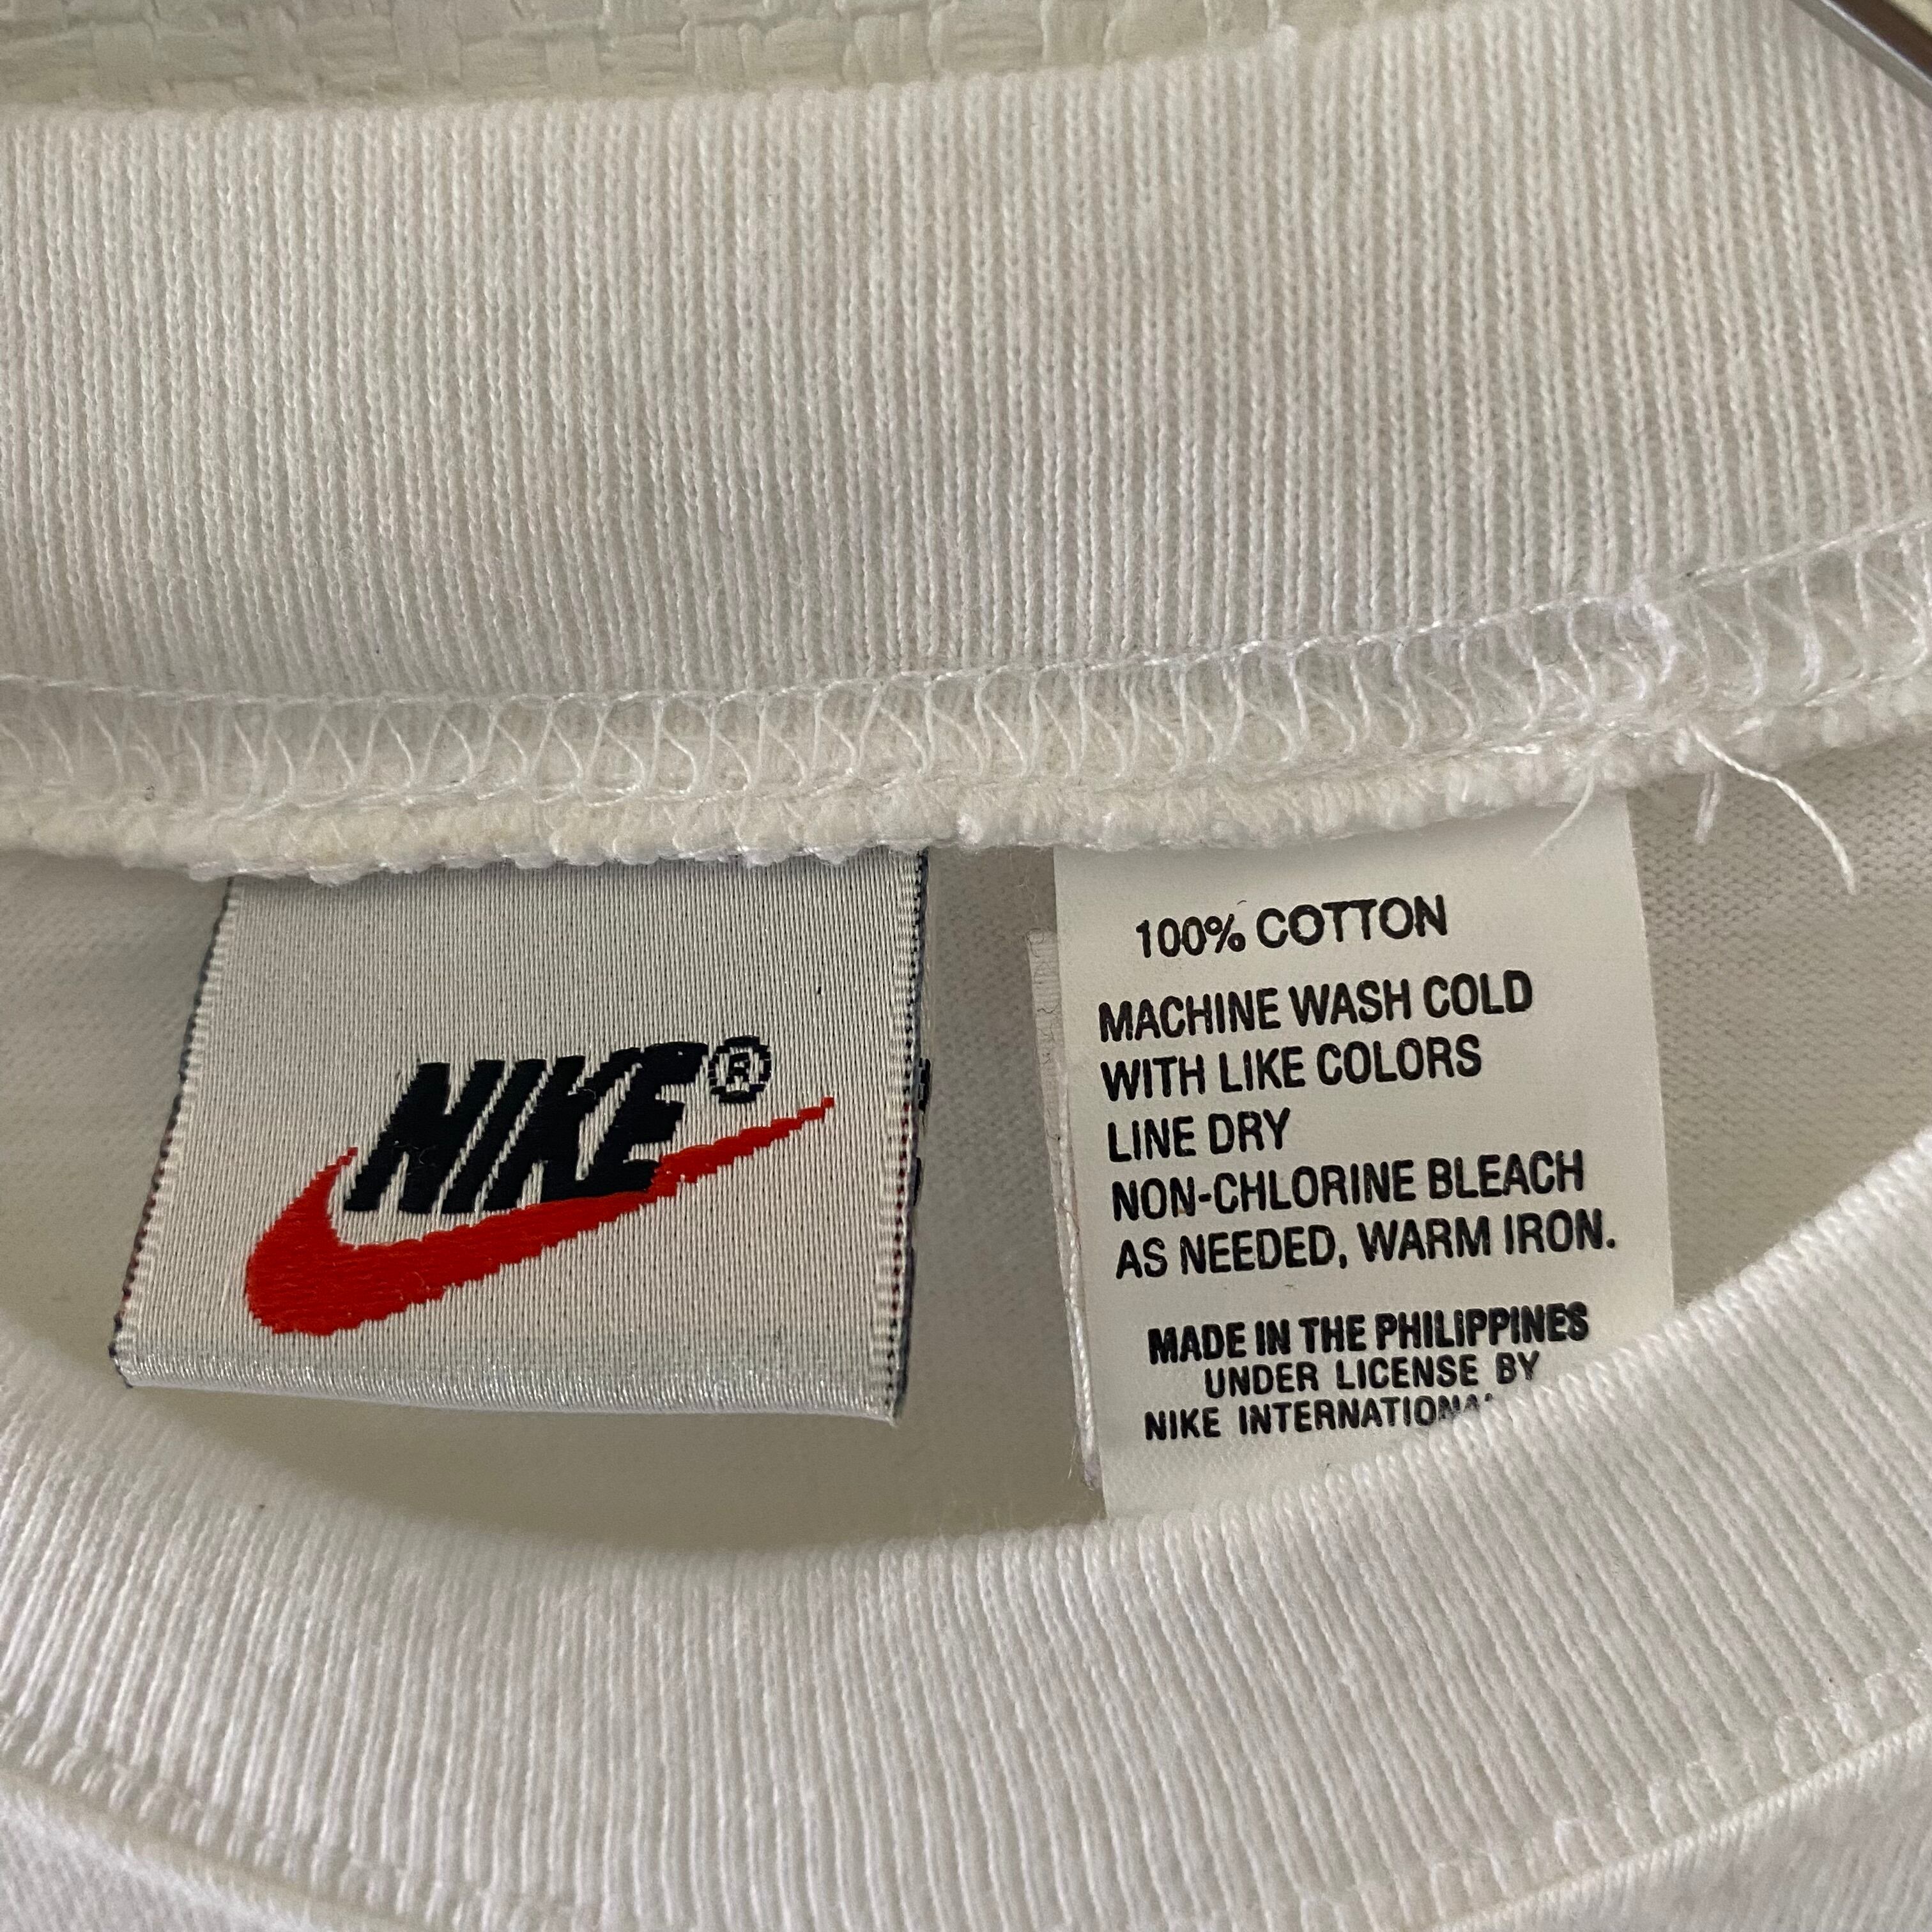 NIKE®
100% COTTON
MACHINE WASH COLD
WITH LIKE COLORS
LINE DRY
NON-CHLORINE BLEACH
AS NEEDED, WARM IRON.
MADE IN THE PHILIPPINES
UNDER LICENSE BY
NIKE